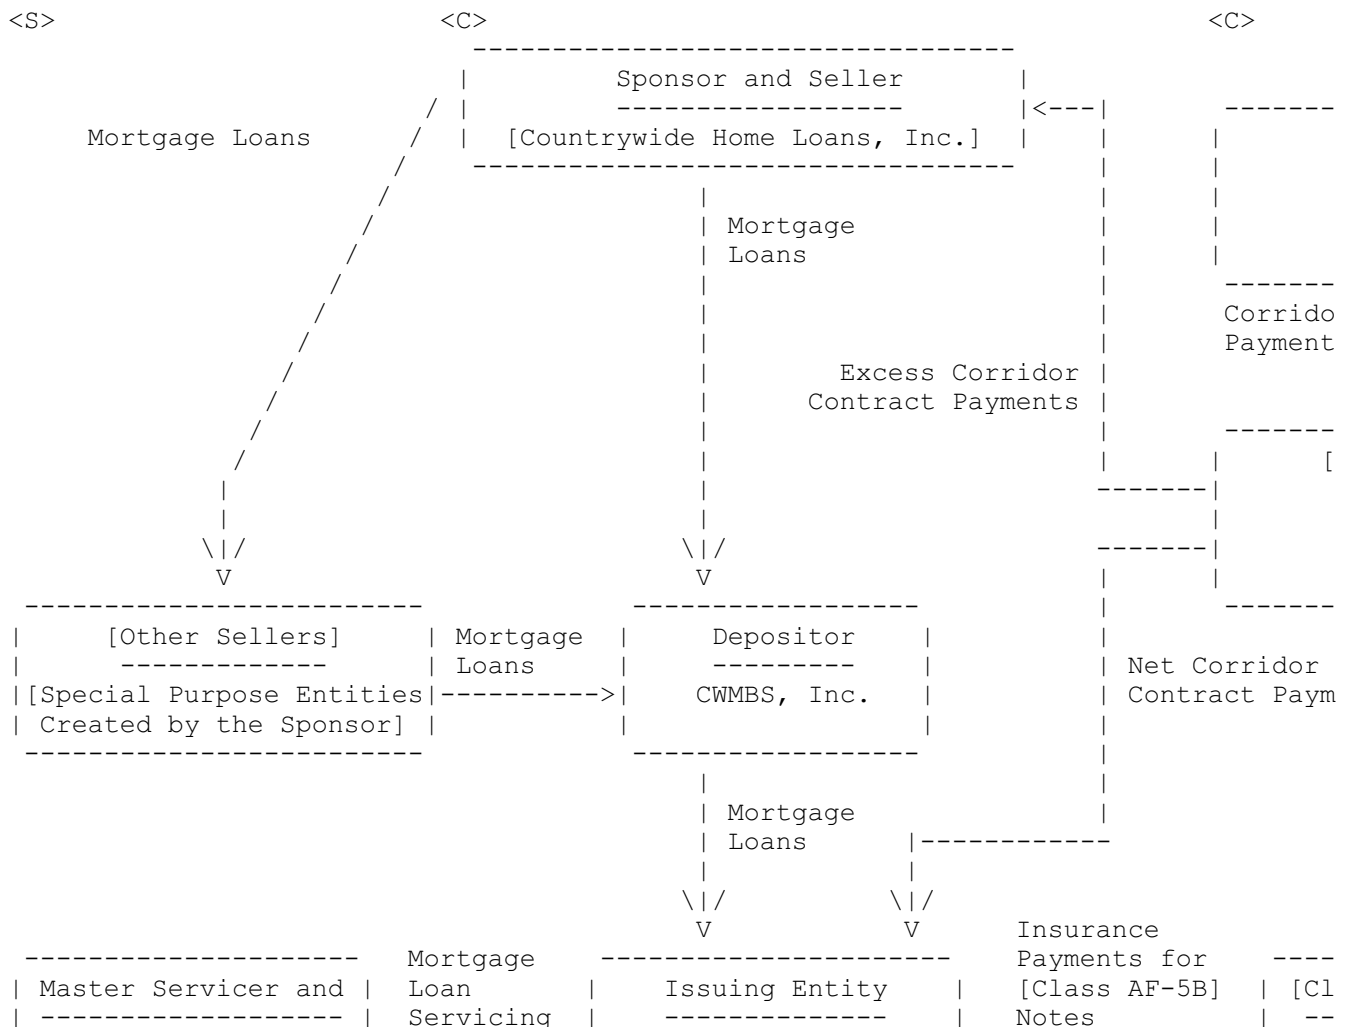 <S> <C> <C>
Sponsor and Seller
Mortgage Loans [Countrywide Home Loans, Inc.]
Mortgage
Loans
Corrido
Payment
Excess Corridor
Contract Payments
[
[Other Sellers] Mortgage Depositor
Loans
Net Corridor
[Special Purpose Entities CWMBS, Inc. Contract Paym
Created by the Sponsor]
Mortgage
Loans
Insurance
Mortgage Payments for
Master Servicer and Loan Issuing Entity [Class AF-5B] [Cl
Servicing Notes